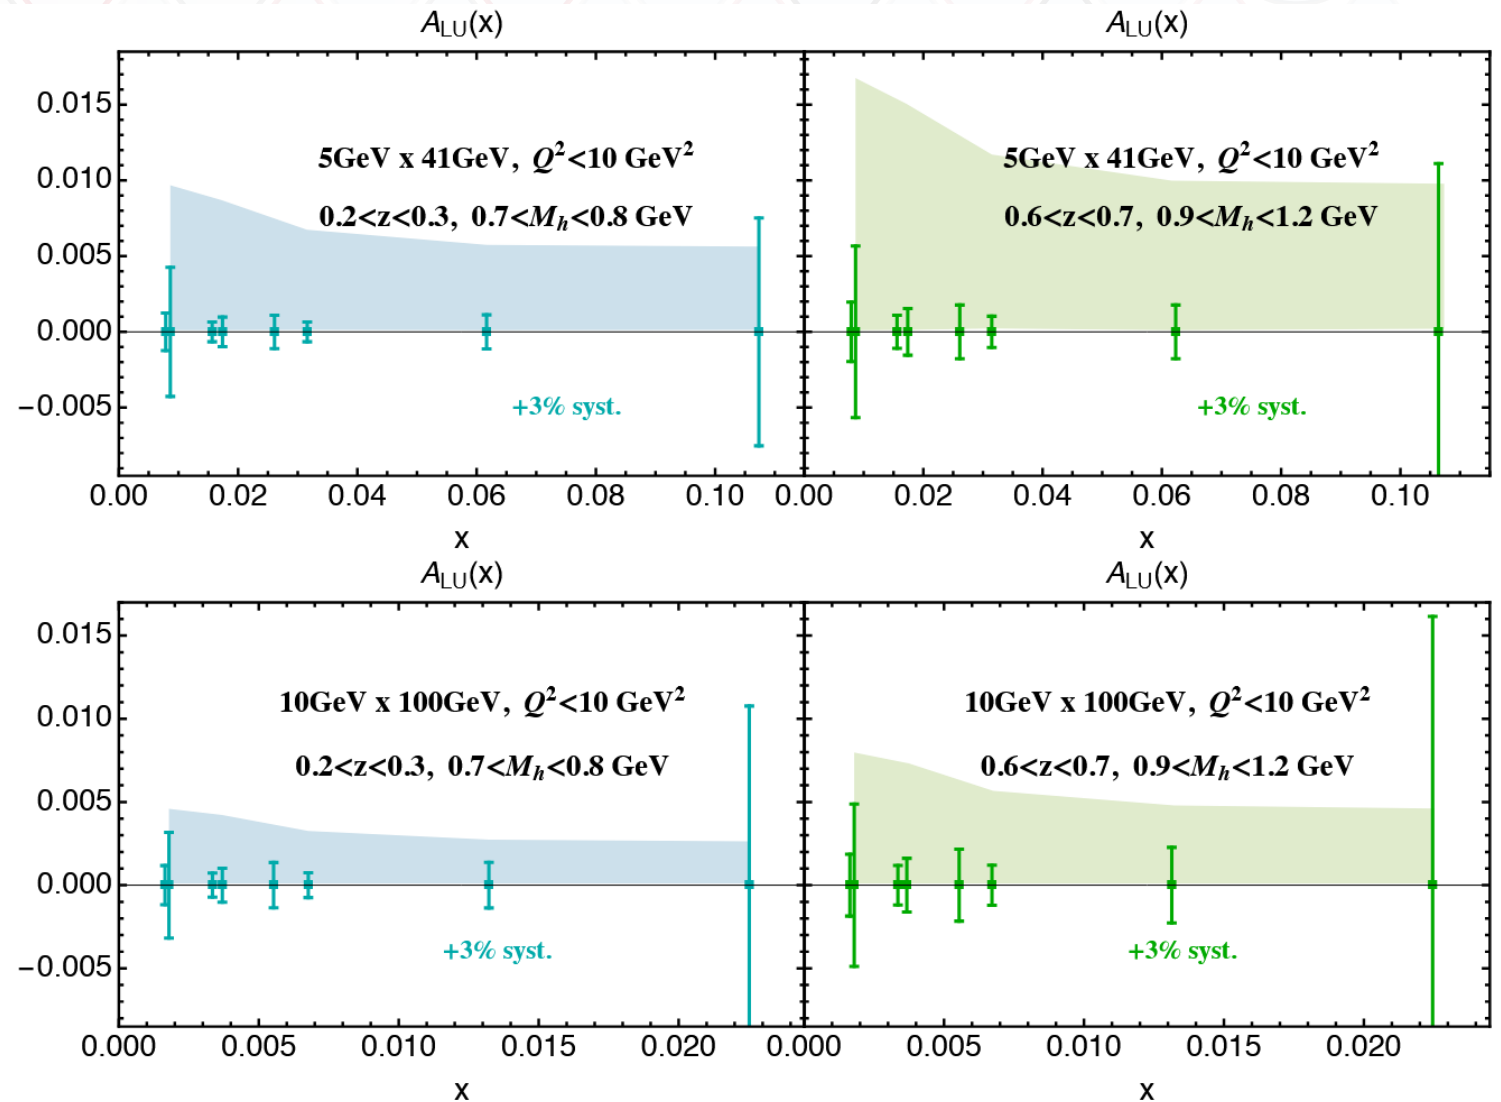 A_LU(x) A_LU(x)
0.015
5GeV x 41GeV, Q²<10 GeV² 5GeV x 41GeV, Q²<10 GeV²
0.010
0.2<z<0.3, 0.7<M_h<0.8 GeV 0.6<z<0.7, 0.9<M_h<1.2 GeV
0.005
0.000
+3% syst. +3% syst.
−0.005
0.00 0.02 0.04 0.06 0.08 0.10 0.00 0.02 0.04 0.06 0.08 0.10
x x
A_LU(x) A_LU(x)
0.015
10GeV x 100GeV, Q²<10 GeV² 10GeV x 100GeV, Q²<10 GeV²
0.010
0.2<z<0.3, 0.7<M_h<0.8 GeV 0.6<z<0.7, 0.9<M_h<1.2 GeV
0.005
0.000
+3% syst. +3% syst.
−0.005
0.000 0.005 0.010 0.015 0.020 0.000 0.005 0.010 0.015 0.020
x x